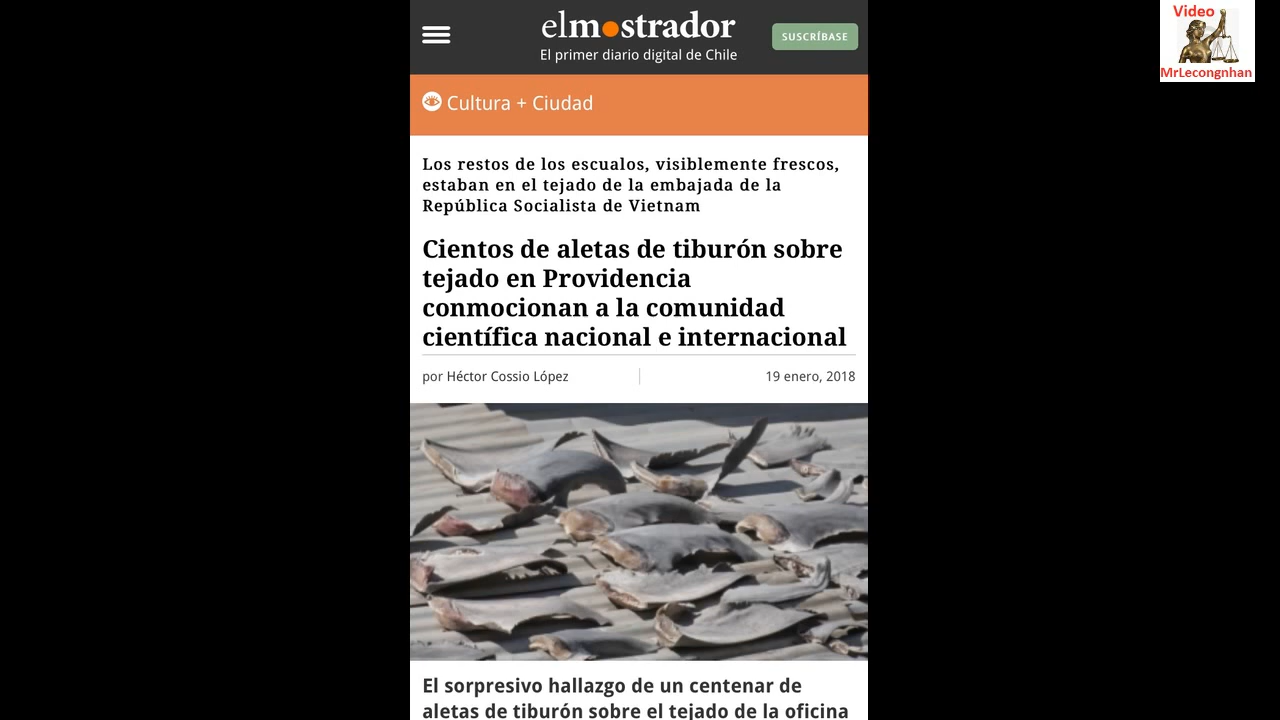 elmostrador
El primer diario digital de Chile
SUSCRÍBASE
Video
MrLecongnhan
Cultura + Ciudad
Los restos de los escualos, visiblemente frescos,
estaban en el tejado de la embajada de la
República Socialista de Vietnam
Cientos de aletas de tiburón sobre
tejado en Providencia
conmocionan a la comunidad
científica nacional e internacional
por Héctor Cossio López
19 enero, 2018
El sorpresivo hallazgo de un centenar de
aletas de tiburón sobre el tejado de la oficina